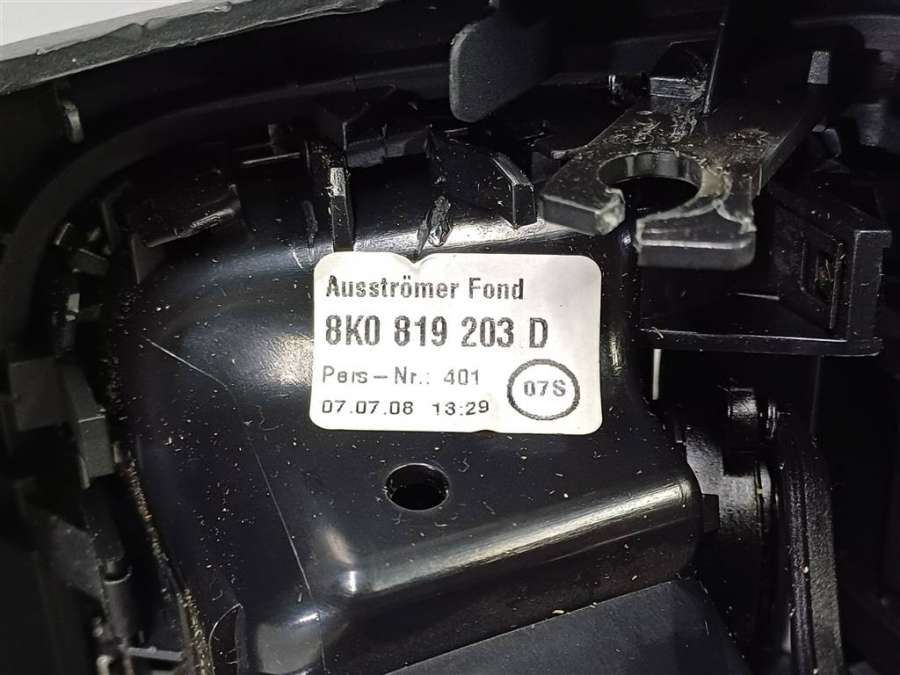 Ausströmer Fond
8K0 819 203 D
Pers-Nr.: 401
07S
07.07.08 13:29